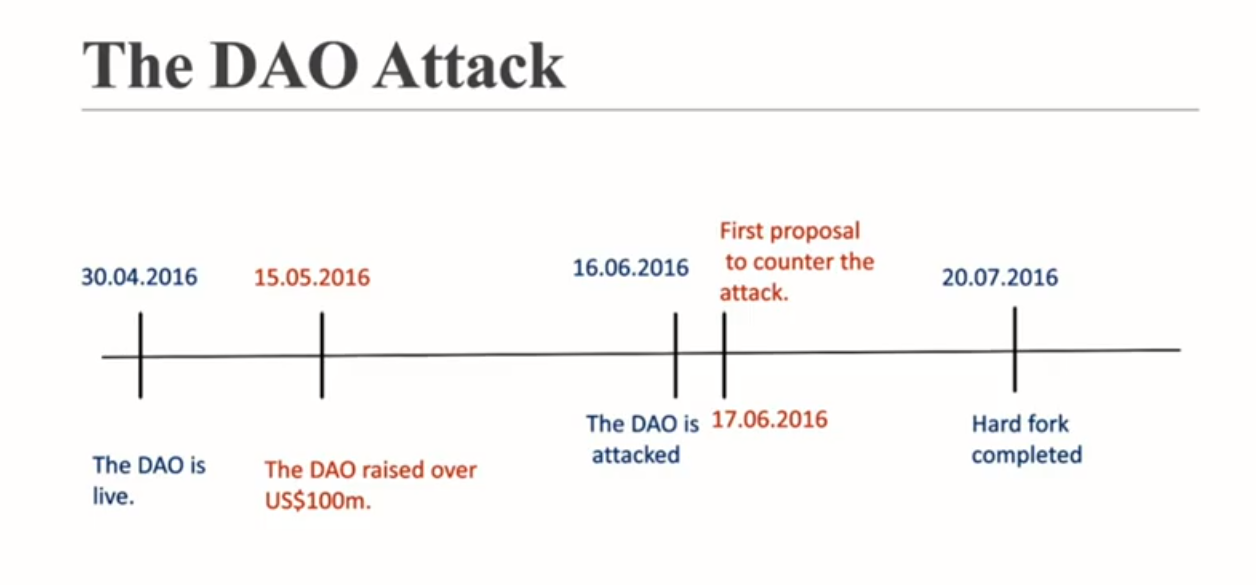 The DAO Attack
30.04.2016
The DAO is
live.
15.05.2016
The DAO raised over
US$100m.
16.06.2016
The DAO is
attacked
First proposal
to counter the
attack.
17.06.2016
20.07.2016
Hard fork
completed